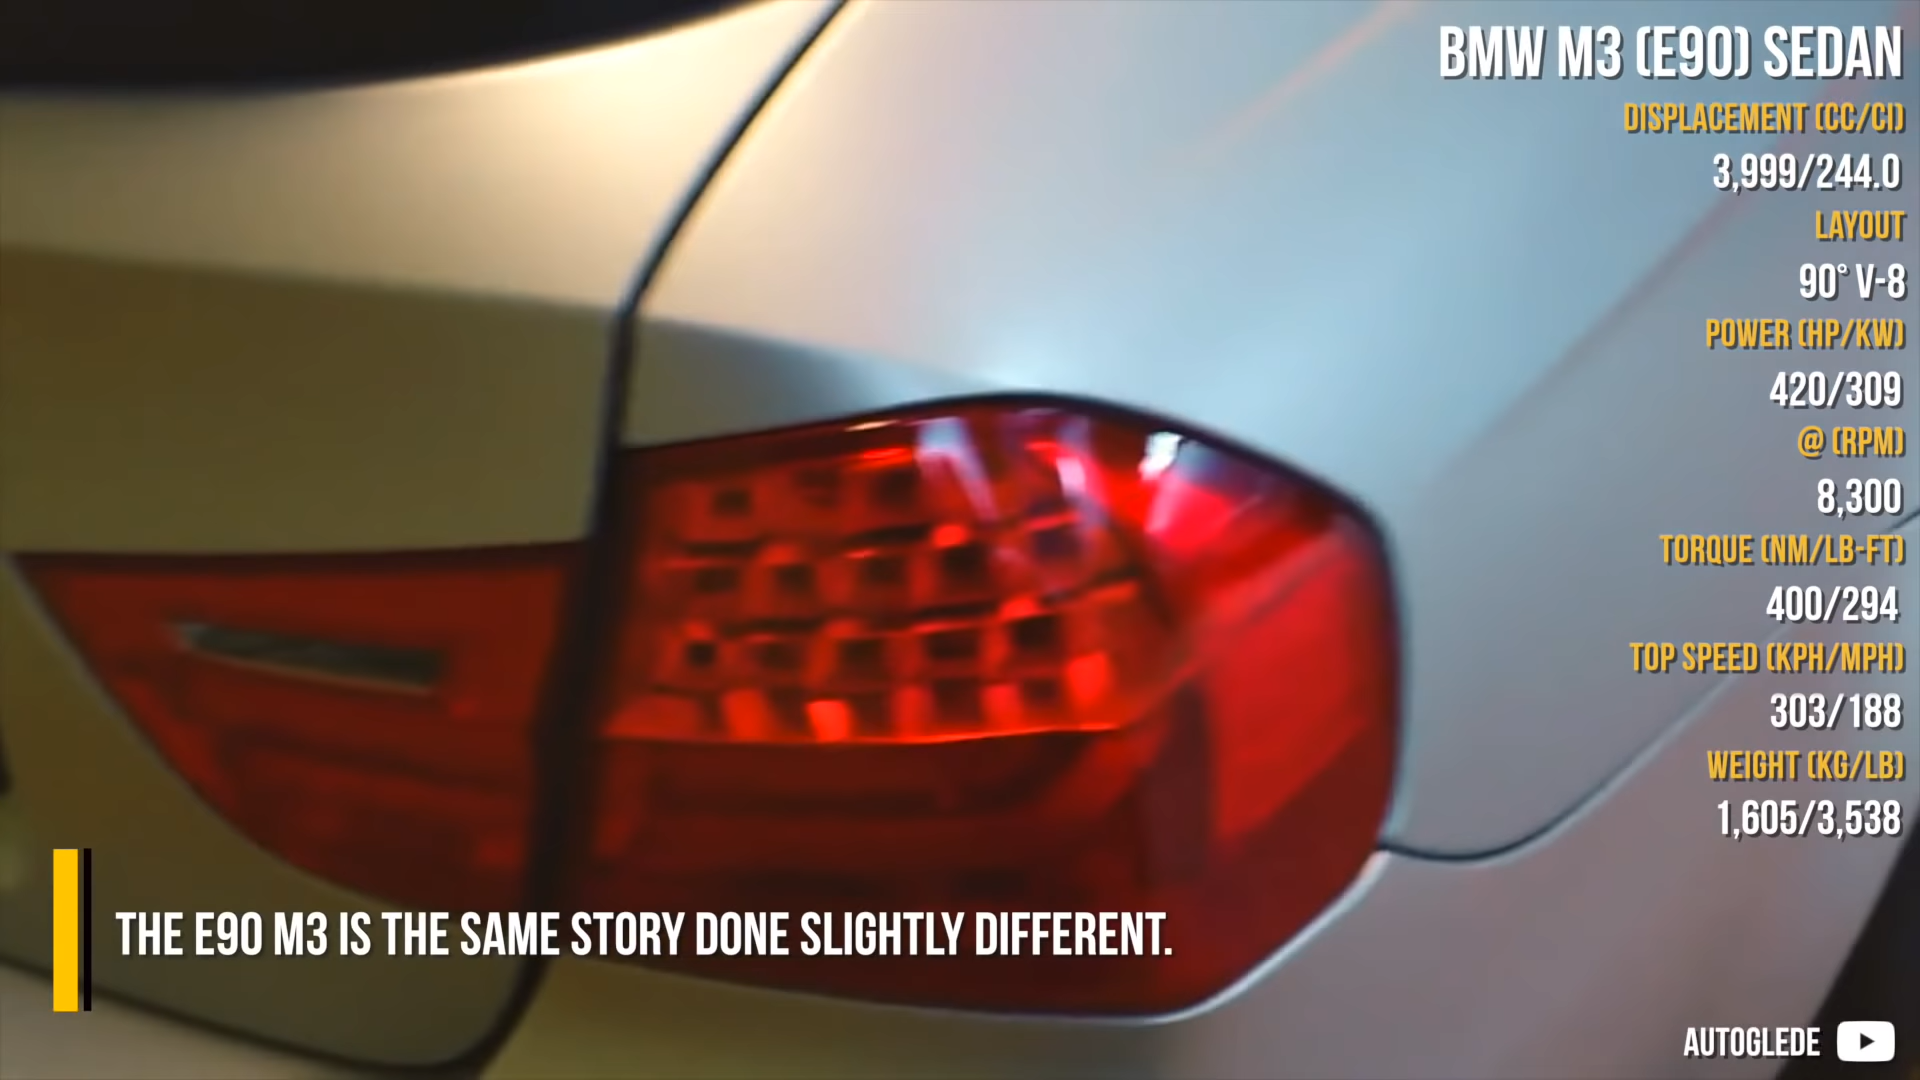 BMW M3 (E90) SEDAN
DISPLACEMENT (CC/CI)
3,999/244.0
LAYOUT
90° V-8
POWER (HP/KW)
420/309
@ (RPM)
8,300
TORQUE (NM/LB-FT)
400/294
TOP SPEED (KPH/MPH)
303/188
WEIGHT (KG/LB)
1,605/3,538
THE E90 M3 IS THE SAME STORY DONE SLIGHTLY DIFFERENT.
AUTOGLEDE